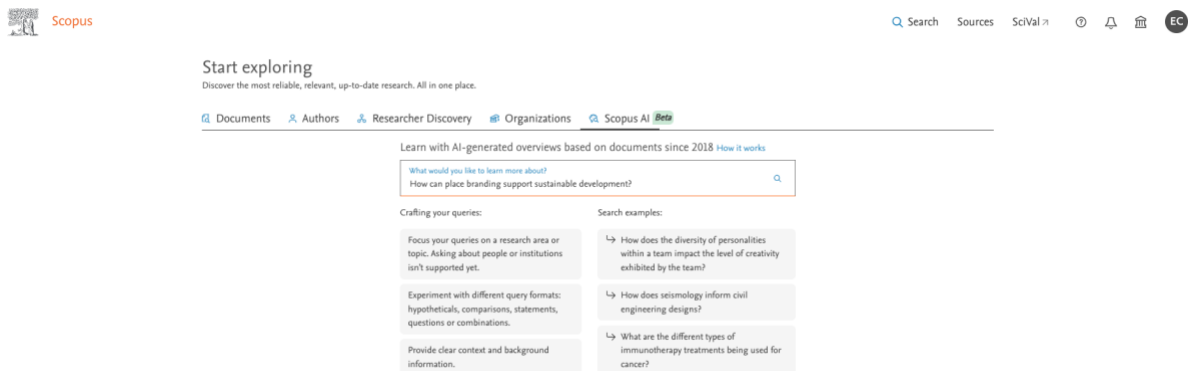 Scopus
Search Sources SciVal EC
Start exploring
Discover the most reliable, relevant, up-to-date research. All in one place.
Documents Authors Researcher Discovery Organizations Scopus AI Beta
Learn with AI-generated overviews based on documents since 2018 How it works
What would you like to learn more about?
How can place branding support sustainable development?
Crafting your queries:
Focus your queries on a research area or
topic. Asking about people or institutions
isn't supported yet.
Experiment with different query formats:
hypotheticals, comparisons, statements,
questions or combinations.
Provide clear context and background
information.
Search examples:
How does the diversity of personalities
within a team impact the level of creativity
exhibited by the team?
How does seismology inform civil
engineering designs?
What are the different types of
immunotherapy treatments being used for
cancer?